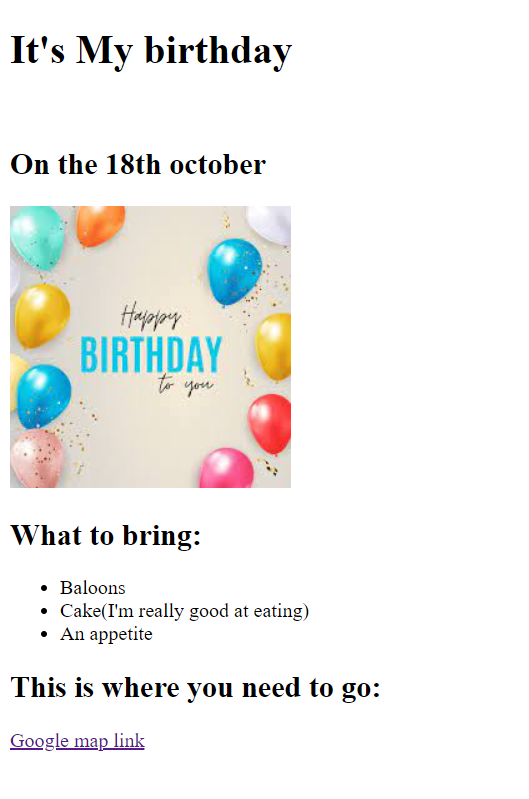 It's My birthday
On the 18th october
Happy
BIRTHDAY
to you
What to bring:
Baloons
Cake(I'm really good at eating)
An appetite
This is where you need to go:
Google map link